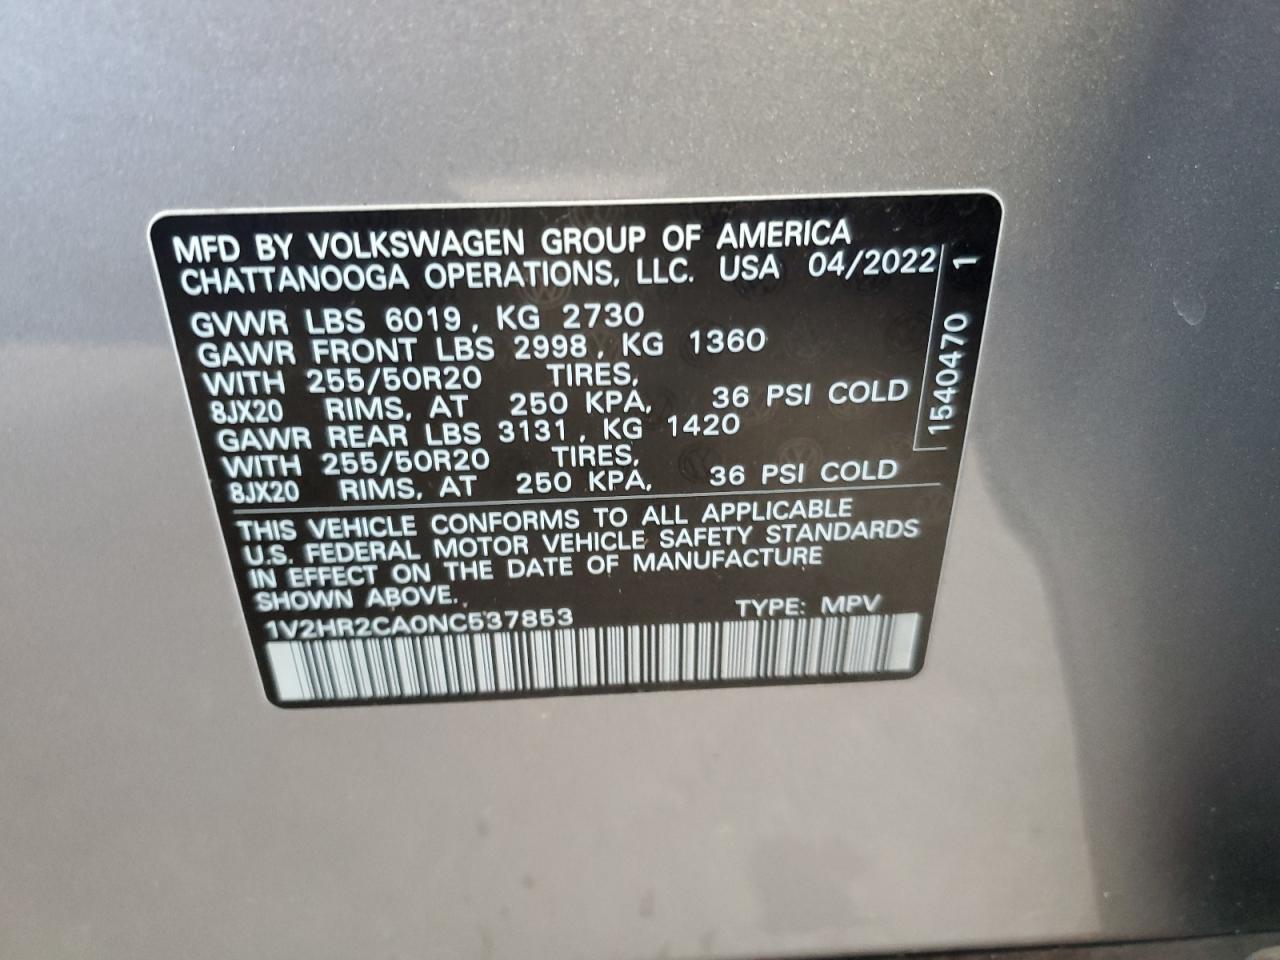 MFD BY VOLKSWAGEN GROUP OF AMERICA
CHATTANOOGA OPERATIONS, LLC. USA 04/2022
GVWR LBS 6019, KG 2730
GAWR FRONT LBS 2998, KG 1360
WITH 255/50R20 TIRES,
8JX20 RIMS, AT 250 KPA, 36 PSI COLD
GAWR REAR LBS 3131, KG 1420
WITH 255/50R20 TIRES,
8JX20 RIMS, AT 250 KPA, 36 PSI COLD
1540470 1
THIS VEHICLE CONFORMS TO ALL APPLICABLE
U.S. FEDERAL MOTOR VEHICLE SAFETY STANDARDS
IN EFFECT ON THE DATE OF MANUFACTURE
SHOWN ABOVE.
1V2HR2CA0NC537853 TYPE: MPV